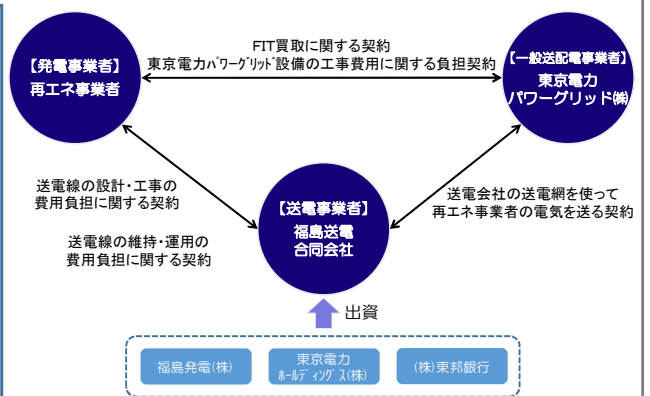 FIT買取に関する契約
東京電力ﾊﾟﾜｰｸﾞﾘｯﾄﾞ設備の工事費用に関する負担契約
【発電事業者】
再エネ事業者
【一般送配電事業者】
東京電力
パワーグリッド㈱
送電線の設計・工事の
費用負担に関する契約
送電線の維持・運用の
費用負担に関する契約
【送電事業者】
福島送電
合同会社
送電会社の送電網を使って
再エネ事業者の電気を送る契約
出資
福島発電(株)
東京電力
ﾎｰﾙﾃﾞｨﾝｸﾞｽ(株)
(株)東邦銀行